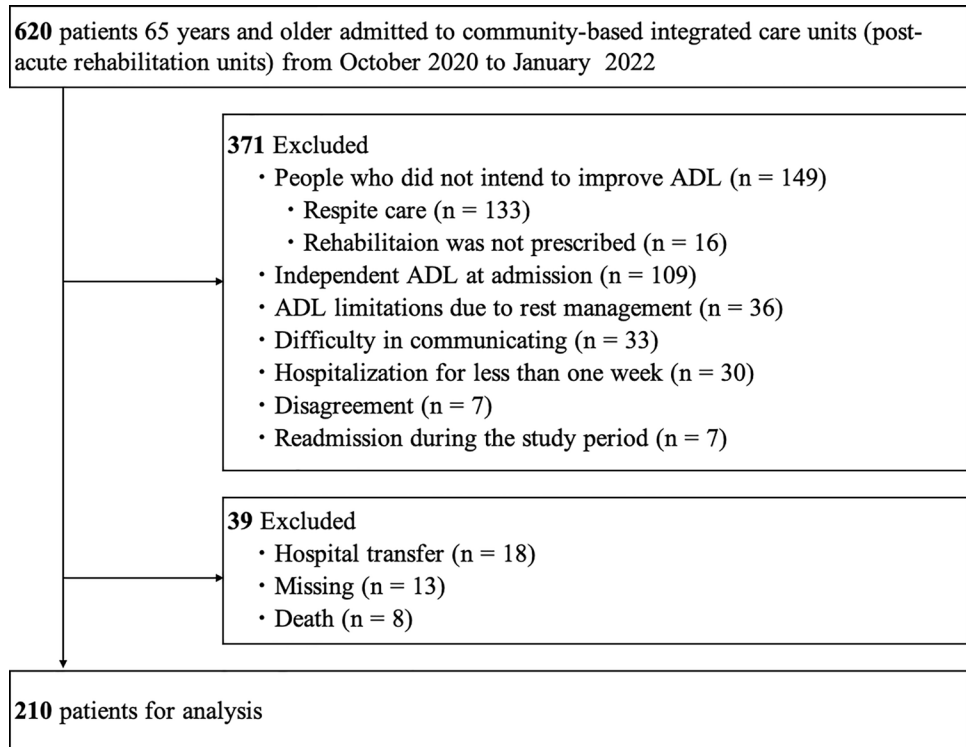 620 patients 65 years and older admitted to community-based integrated care units (post-
acute rehabilitation units) from October 2020 to January 2022
371 Excluded
・People who did not intend to improve ADL (n = 149)
・Respite care (n = 133)
・Rehabilitaion was not prescribed (n = 16)
・Independent ADL at admission (n = 109)
・ADL limitations due to rest management (n = 36)
・Difficulty in communicating (n = 33)
・Hospitalization for less than one week (n = 30)
・Disagreement (n = 7)
・Readmission during the study period (n = 7)
39 Excluded
・Hospital transfer (n = 18)
・Missing (n = 13)
・Death (n = 8)
210 patients for analysis